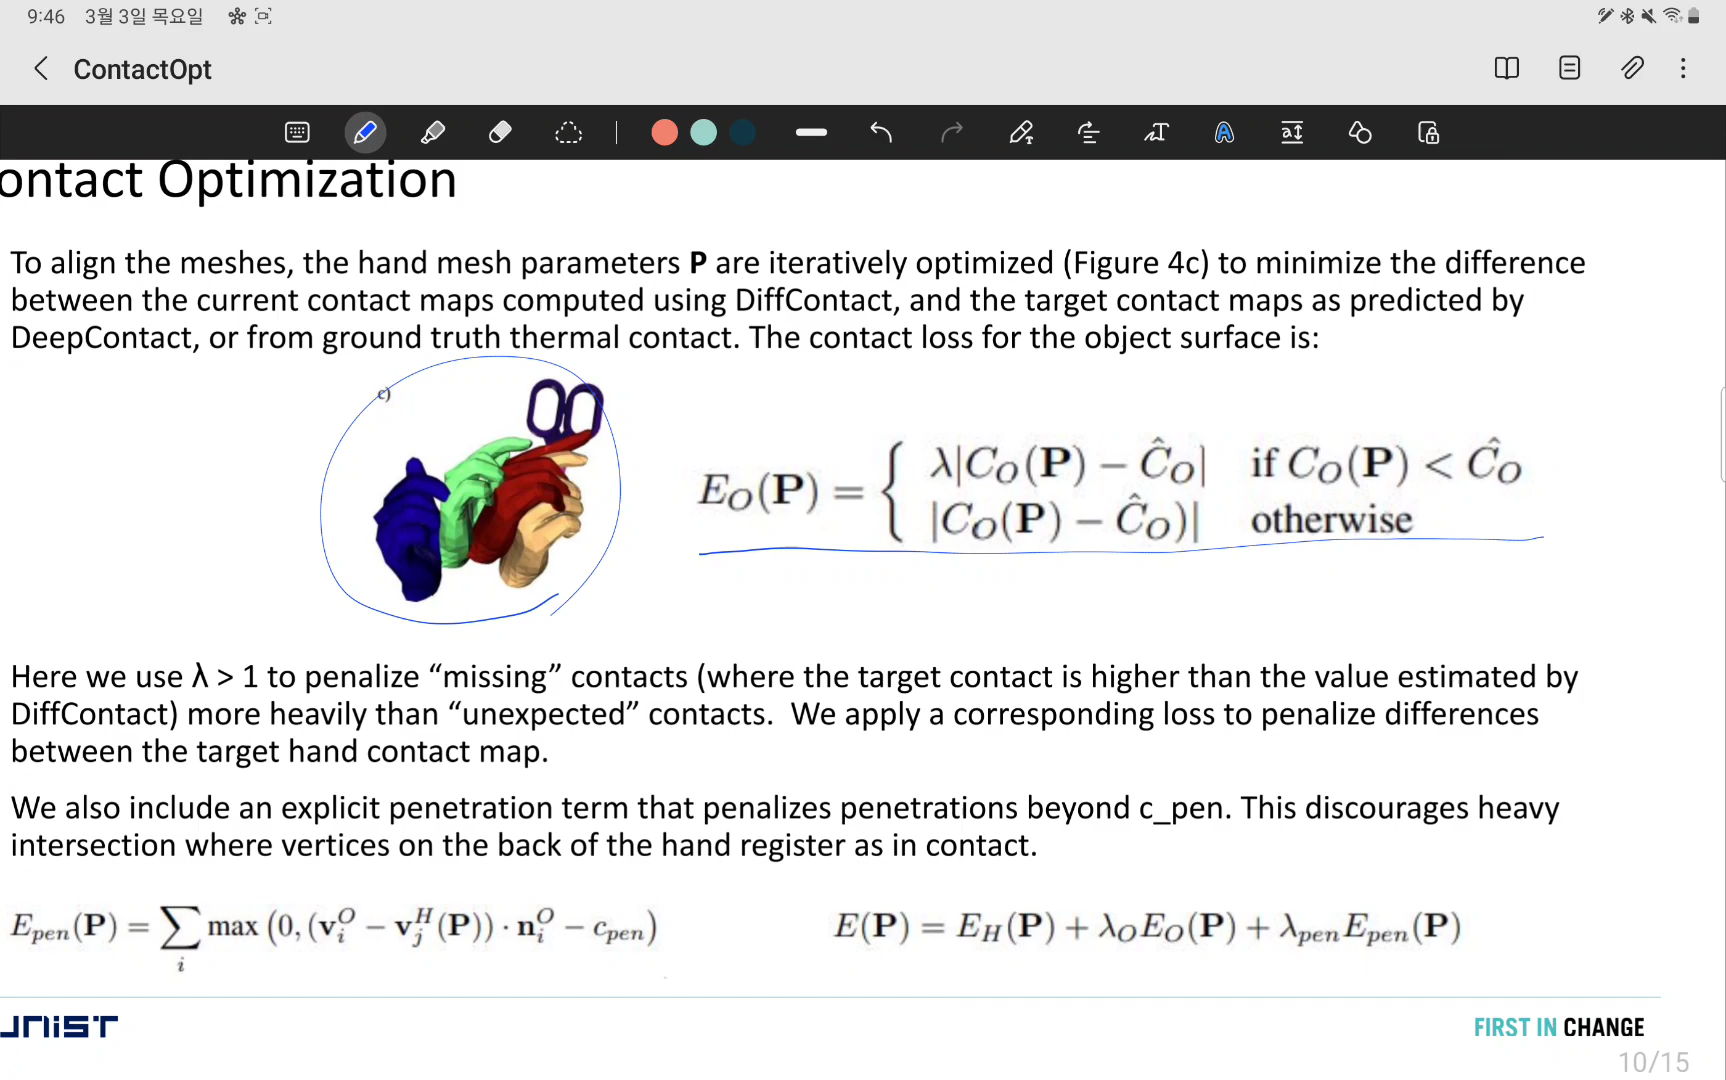 9:46 3월 3일 목요일
ContactOpt
ontact Optimization
To align the meshes, the hand mesh parameters P are iteratively optimized (Figure 4c) to minimize the difference
between the current contact maps computed using DiffContact, and the target contact maps as predicted by
DeepContact, or from ground truth thermal contact. The contact loss for the object surface is:
c)
E_O(P) = { λ|C_O(P) − Ĉ_O| if C_O(P) < Ĉ_O
|C_O(P) − Ĉ_O)| otherwise
Here we use λ > 1 to penalize “missing” contacts (where the target contact is higher than the value estimated by
DiffContact) more heavily than “unexpected” contacts.  We apply a corresponding loss to penalize differences
between the target hand contact map.
We also include an explicit penetration term that penalizes penetrations beyond c_pen. This discourages heavy
intersection where vertices on the back of the hand register as in contact.
E_pen(P) = ∑_i max (0, (v_i^O − v_j^H(P)) · n_i^O − c_pen)
E(P) = E_H(P) + λ_O E_O(P) + λ_pen E_pen(P)
UNIST
FIRST IN CHANGE
10/15